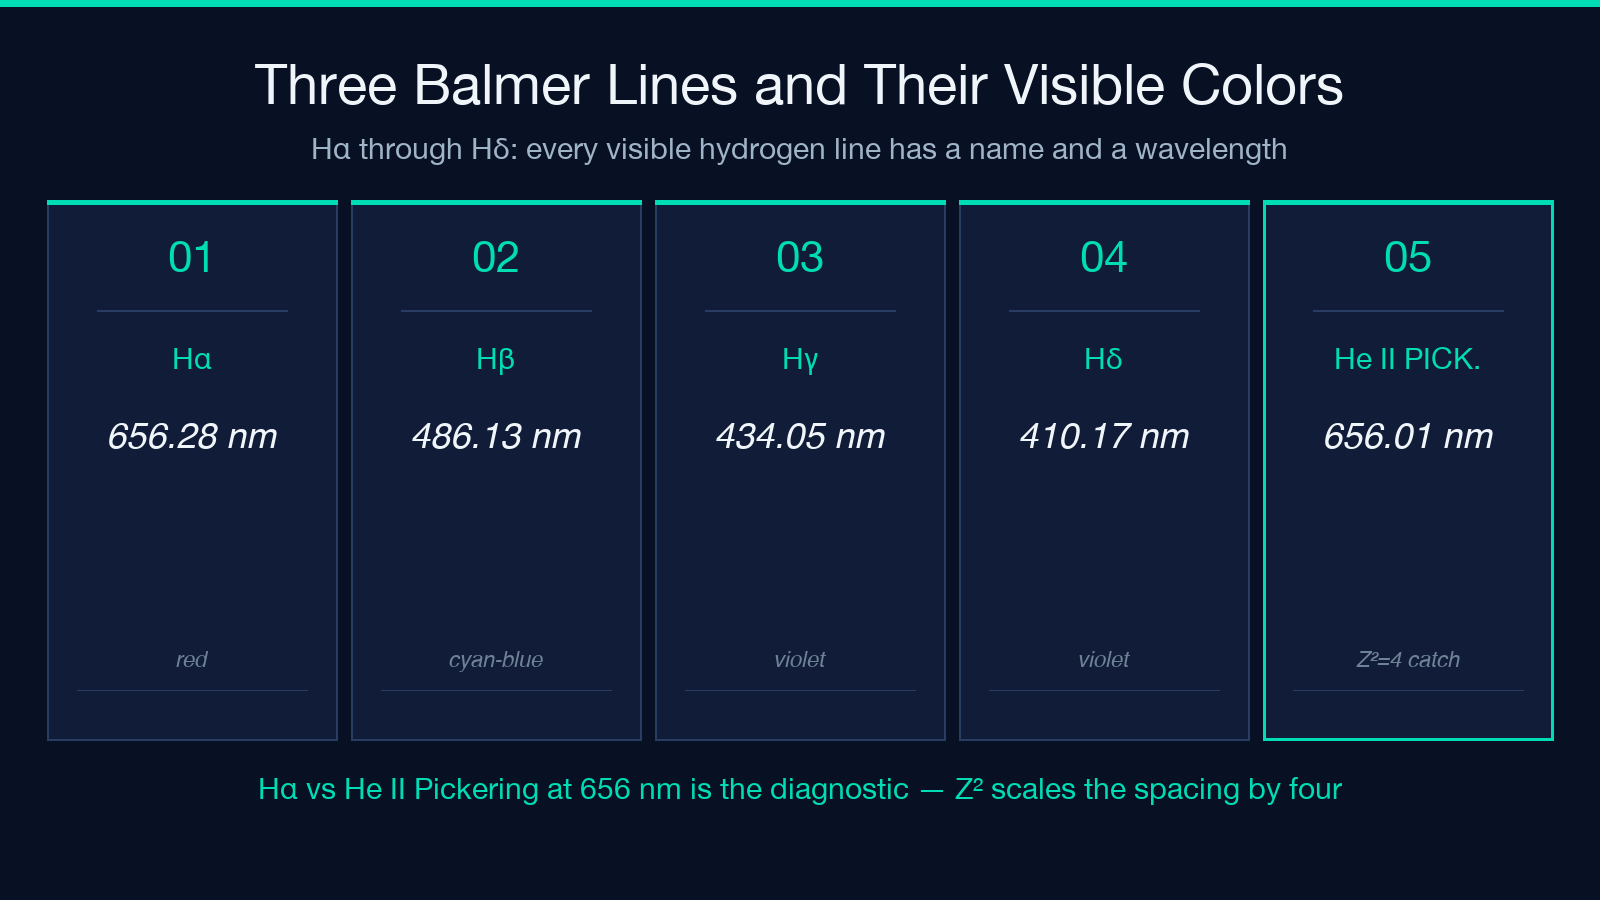 Three Balmer Lines and Their Visible Colors
Hα through Hδ: every visible hydrogen line has a name and a wavelength
01
Hα
656.28 nm
red
02
Hβ
486.13 nm
cyan-blue
03
Hγ
434.05 nm
violet
04
Hδ
410.17 nm
violet
05
He II PICK.
656.01 nm
Z²=4 catch
Hα vs He II Pickering at 656 nm is the diagnostic — Z² scales the spacing by four